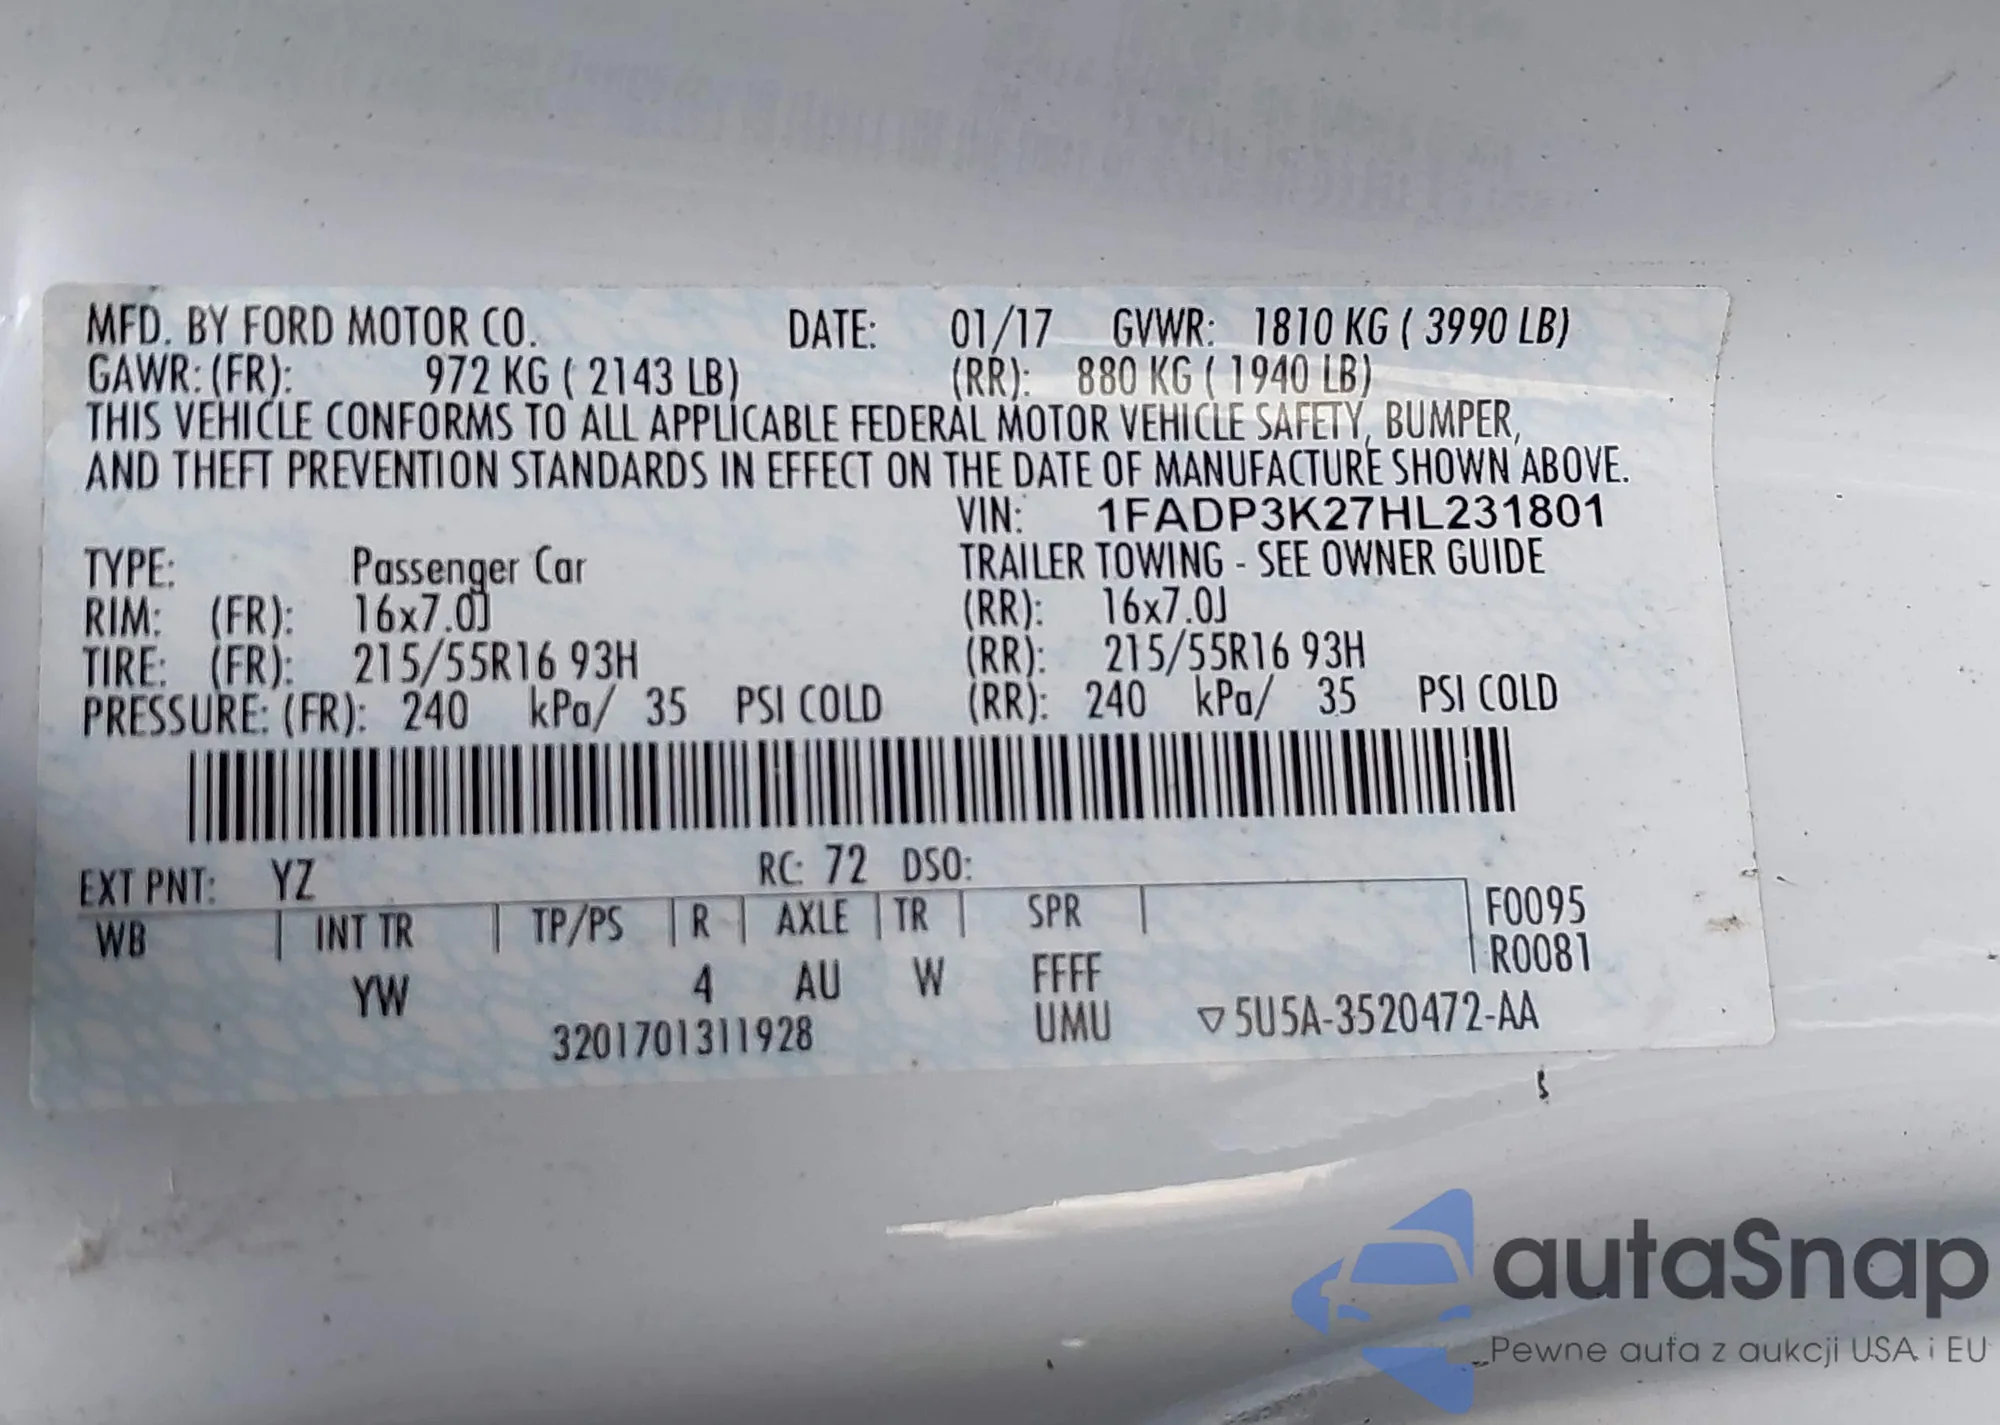 MFD. BY FORD MOTOR CO. DATE: 01/17 GVWR: 1810 KG ( 3990 LB)
GAWR: (FR): 972 KG ( 2143 LB) (RR): 880 KG ( 1940 LB)
THIS VEHICLE CONFORMS TO ALL APPLICABLE FEDERAL MOTOR VEHICLE SAFETY, BUMPER,
AND THEFT PREVENTION STANDARDS IN EFFECT ON THE DATE OF MANUFACTURE SHOWN ABOVE.
VIN: 1FADP3K27HL231801
TYPE: Passenger Car TRAILER TOWING - SEE OWNER GUIDE
RIM: (FR): 16x7.0J (RR): 16x7.0J
TIRE: (FR): 215/55R16 93H (RR): 215/55R16 93H
PRESSURE: (FR): 240 kPa/ 35 PSI COLD (RR): 240 kPa/ 35 PSI COLD
EXT PNT: YZ RC: 72 DSO:
WB INT TR TP/PS R AXLE TR SPR F0095
R0081
YW 4 AU W FFFF
3201701311928 UMU ▽5U5A-3520472-AA
autaSnap
Pewne auta z aukcji USA i EU